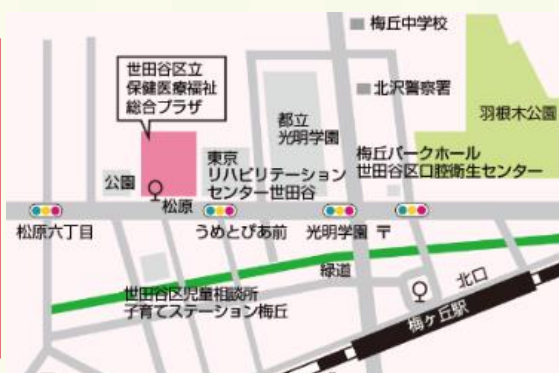 梅丘中学校
世田谷区立
保健医療福祉
総合プラザ
北沢警察署
羽根木公園
都立
光明学園
東京
リハビリテーション
センター世田谷
梅丘パークホール
世田谷区口腔衛生センター
公園
松原
松原六丁目
うめとぴあ前
光明学園
〒
緑道
北口
世田谷区児童相談所
子育てステーション梅丘
梅ヶ丘駅